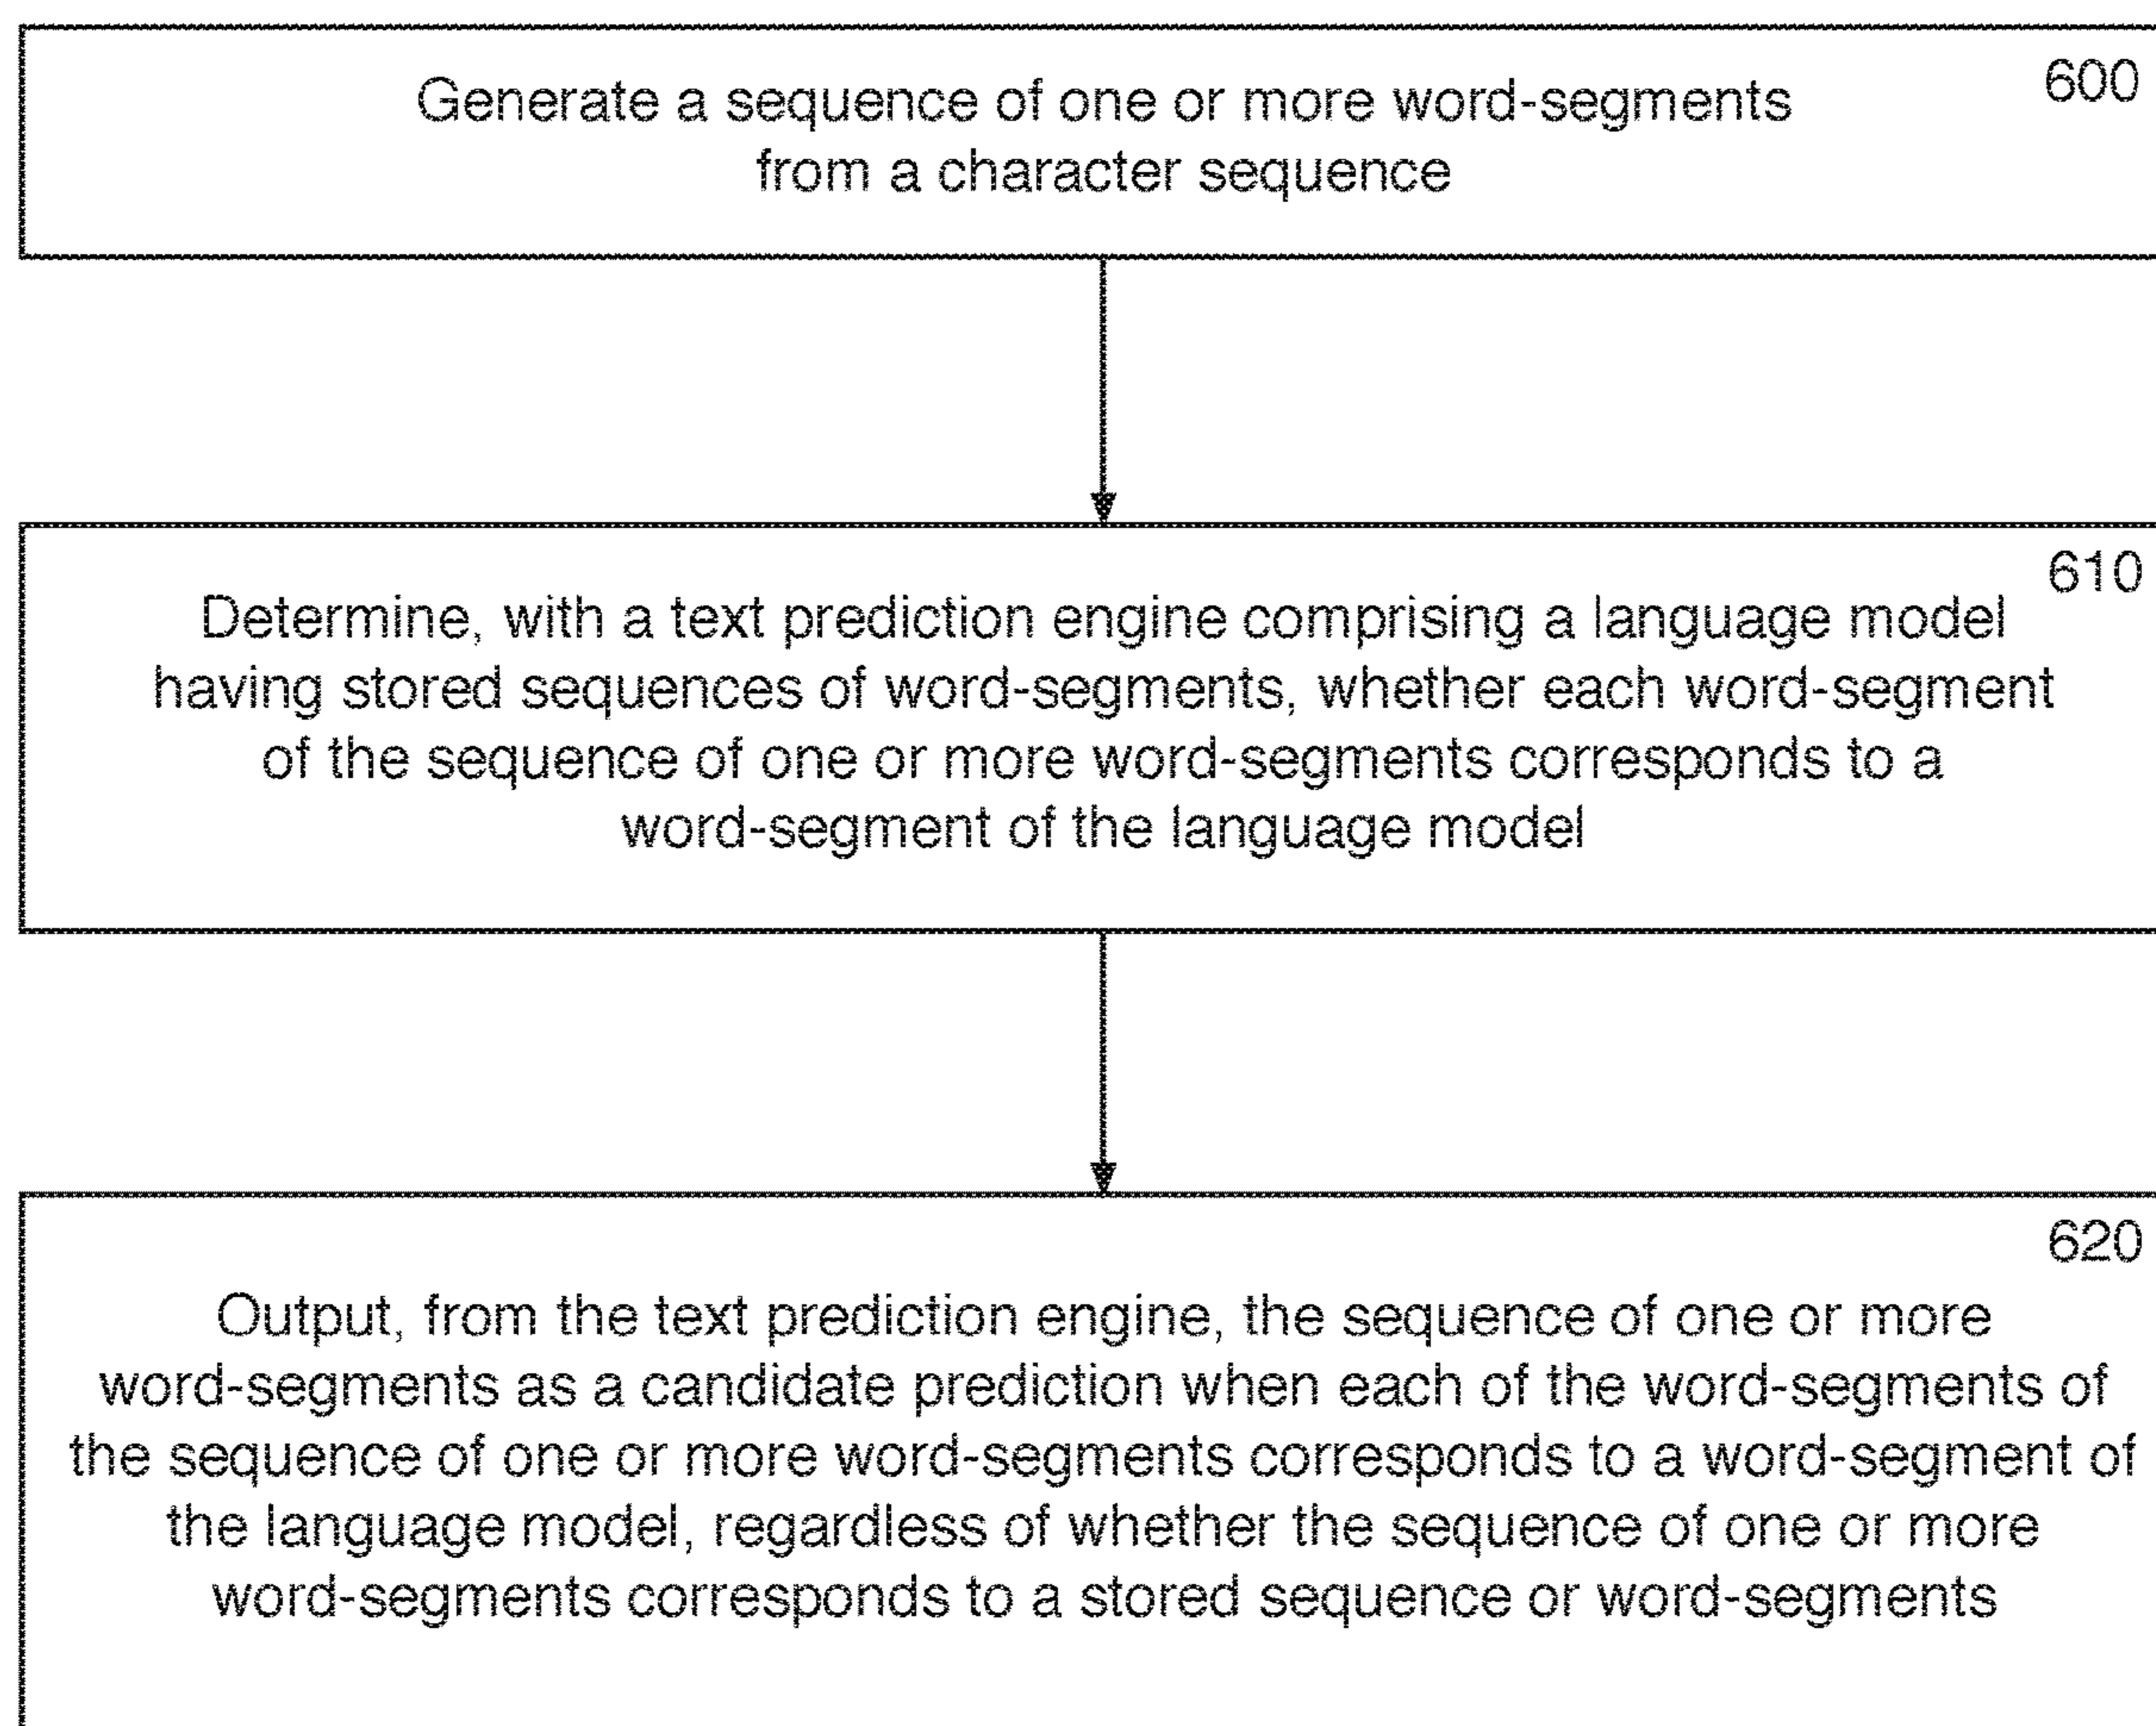 600
Generate a sequence of one or more word-segments
from a character sequence
610
Determine, with a text prediction engine comprising a language model
having stored sequences of word-segments, whether each word-segment
of the sequence of one or more word-segments corresponds to a
word-segment of the language model
620
Output, from the text prediction engine, the sequence of one or more
word-segments as a candidate prediction when each of the word-segments of
the sequence of one or more word-segments corresponds to a word-segment of
the language model, regardless of whether the sequence of one or more
word-segments corresponds to a stored sequence or word-segments